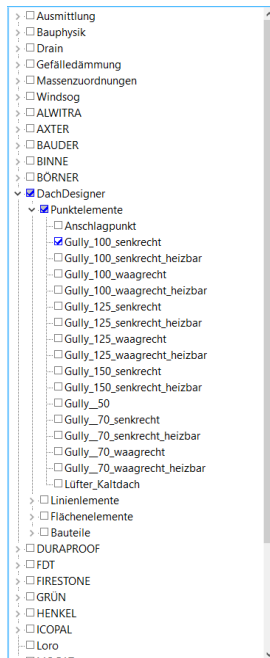 Ausmittlung
Bauphysik
Drain
Gefälledämmung
Massenzuordnungen
Windsog
ALWITRA
AXTER
BAUDER
BINNE
BÖRNER
DachDesigner
Punktelemente
Anschlagpunkt
Gully_100_senkrecht
Gully_100_senkrecht_heizbar
Gully_100_waagrecht
Gully_100_waagrecht_heizbar
Gully_125_senkrecht
Gully_125_senkrecht_heizbar
Gully_125_waagrecht
Gully_125_waagrecht_heizbar
Gully_150_senkrecht
Gully_150_senkrecht_heizbar
Gully__50
Gully__70_senkrecht
Gully__70_senkrecht_heizbar
Gully__70_waagrecht
Gully__70_waagrecht_heizbar
Lüfter_Kaltdach
Linienlemente
Flächenelemente
Bauteile
DURAPROOF
FDT
FIRESTONE
GRÜN
HENKEL
ICOPAL
Loro